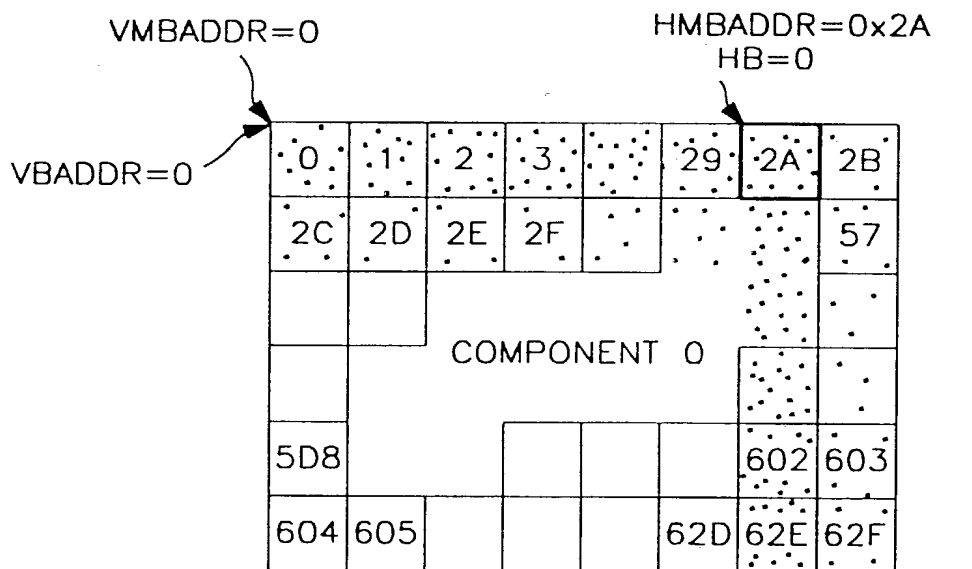 VMBADDR=0
HMBADDR=0x2A
HB=0
VBADDR=0
0 1 2 3 29 2A 2B
2C 2D 2E 2F 57
COMPONENT 0
5D8 602 603
604 605 62D 62E 62F